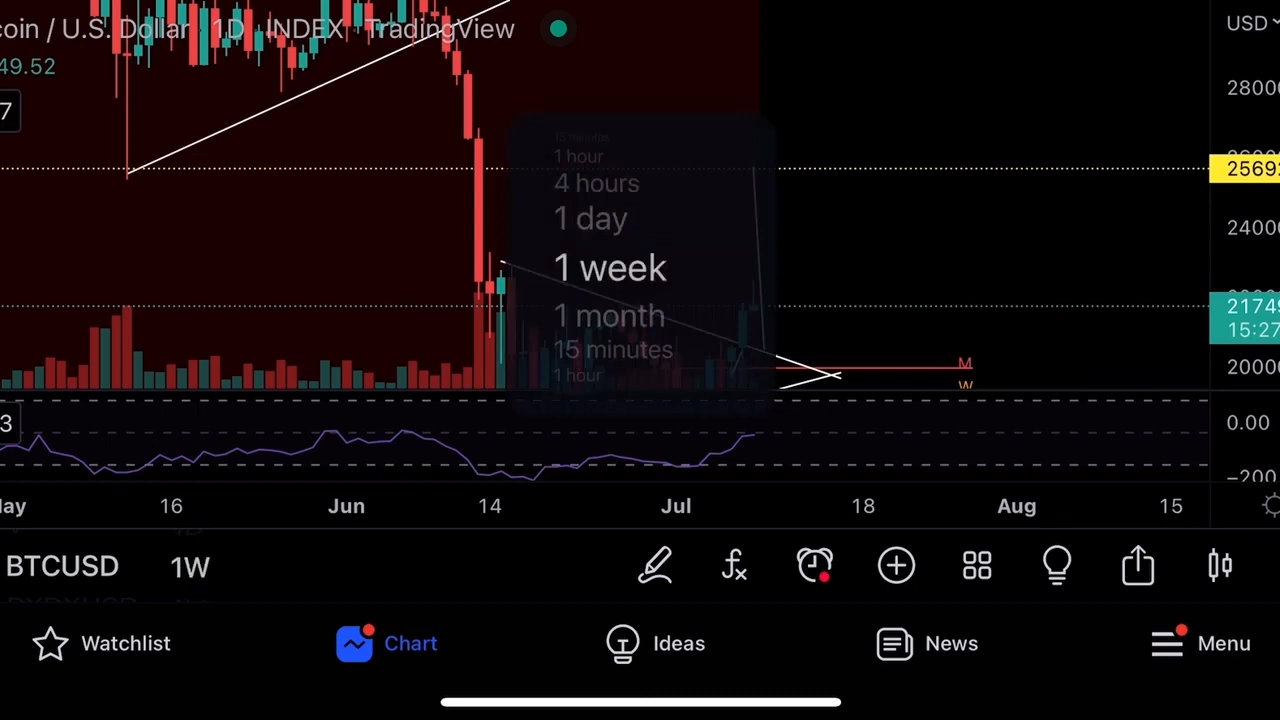 coin / U.S. Dollar 1D INDEX TradingView
USD
49.52
28000
7
15 minutes
1 hour
4 hours
1 day
1 week
1 month
15 minutes
1 hour
25692
24000
21749
15:27
20000
M
W
3
0.00
−200
May 16 Jun 14 Jul 18 Aug 15
BTCUSD 1W
Watchlist Chart Ideas News Menu